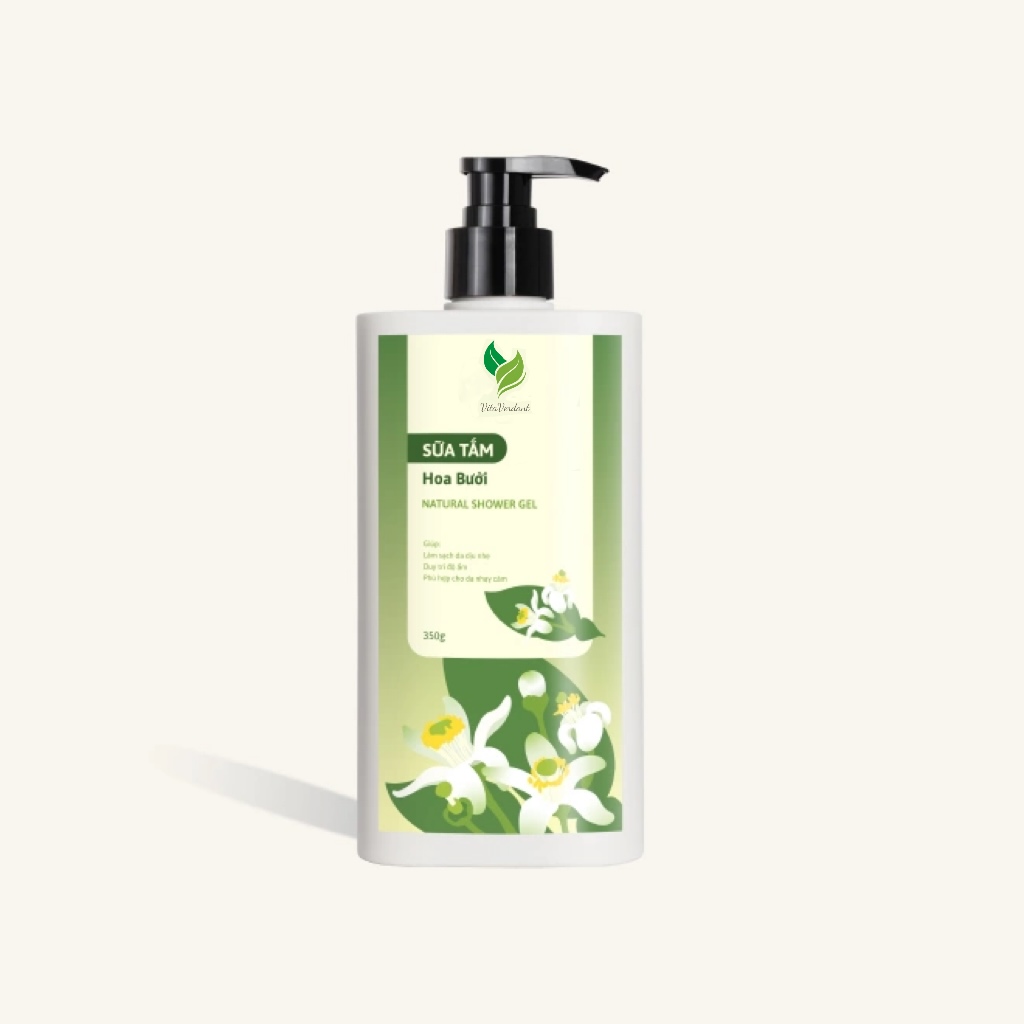 VitaVerdant
SỮA TẮM
Hoa Bưởi
NATURAL SHOWER GEL
Giúp:
Làm sạch da dịu nhẹ
Duy trì độ ẩm
Phù hợp cho da nhạy cảm
350g